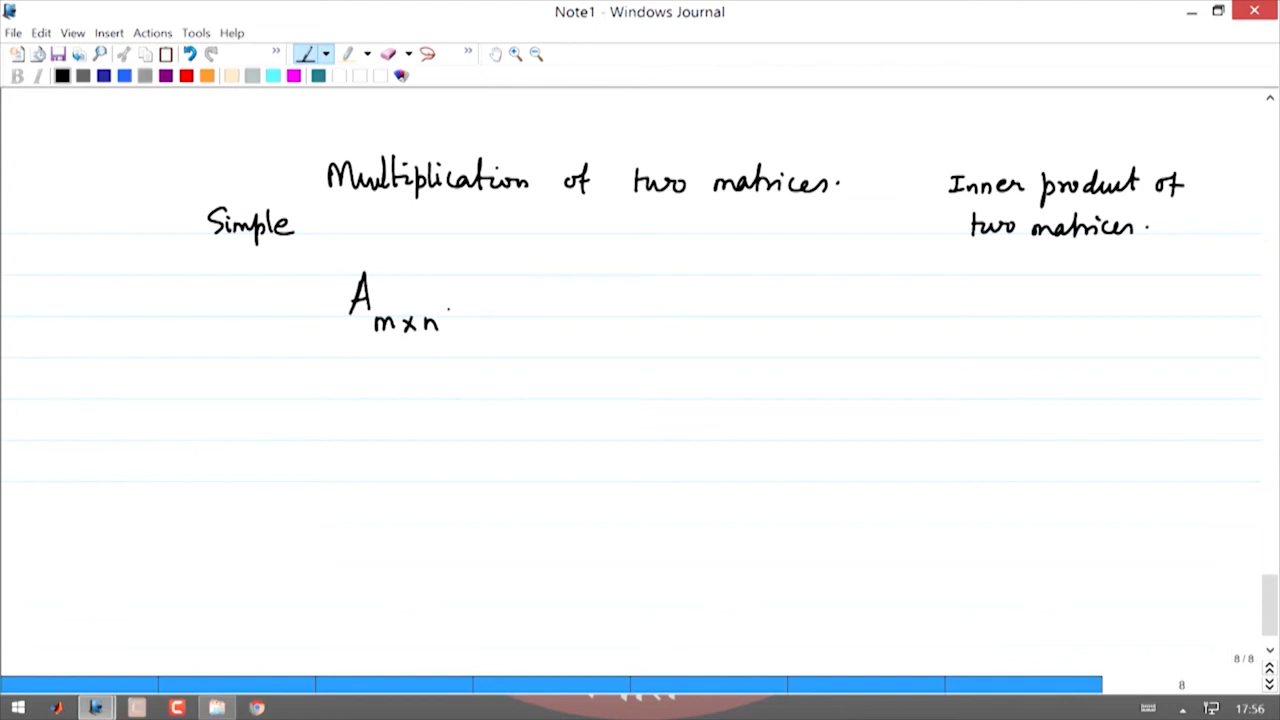 Note1 - Windows Journal
File Edit View Insert Actions Tools Help
Multiplication of two matrices.
Inner product of
two matrices.
Simple
A m×n
8 / 8
8
17:56